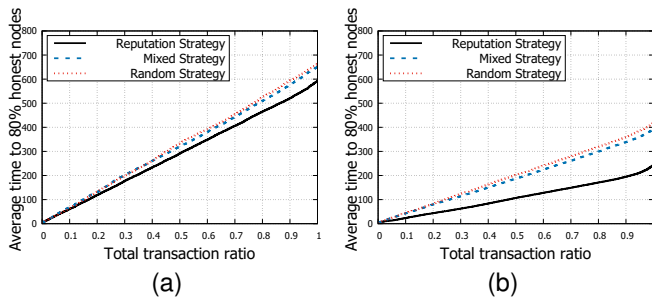 Average time to 80% honest nodes
800
700
600
500
400
300
200
100
0
Reputation Strategy
Mixed Strategy
Random Strategy
0 0.1 0.2 0.3 0.4 0.5 0.6 0.7 0.8 0.9 1
Total transaction ratio
(a)
Average time to 80% honest nodes
800
700
600
500
400
300
200
100
0
Reputation Strategy
Mixed Strategy
Random Strategy
0 0.1 0.2 0.3 0.4 0.5 0.6 0.7 0.8 0.9
Total transaction ratio
(b)